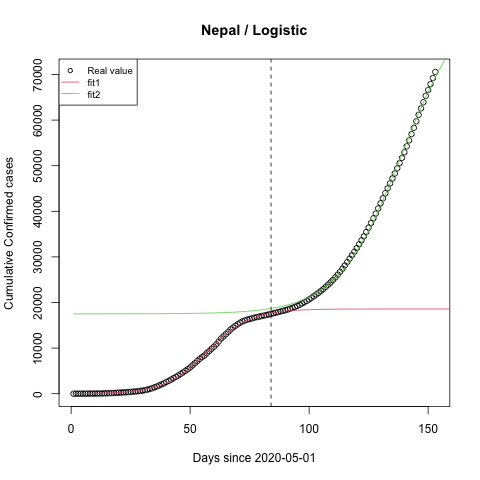 Nepal / Logistic
Real value
fit1
fit2
Cumulative Confirmed cases
70000
60000
50000
40000
30000
20000
10000
0
0 50 100 150
Days since 2020-05-01